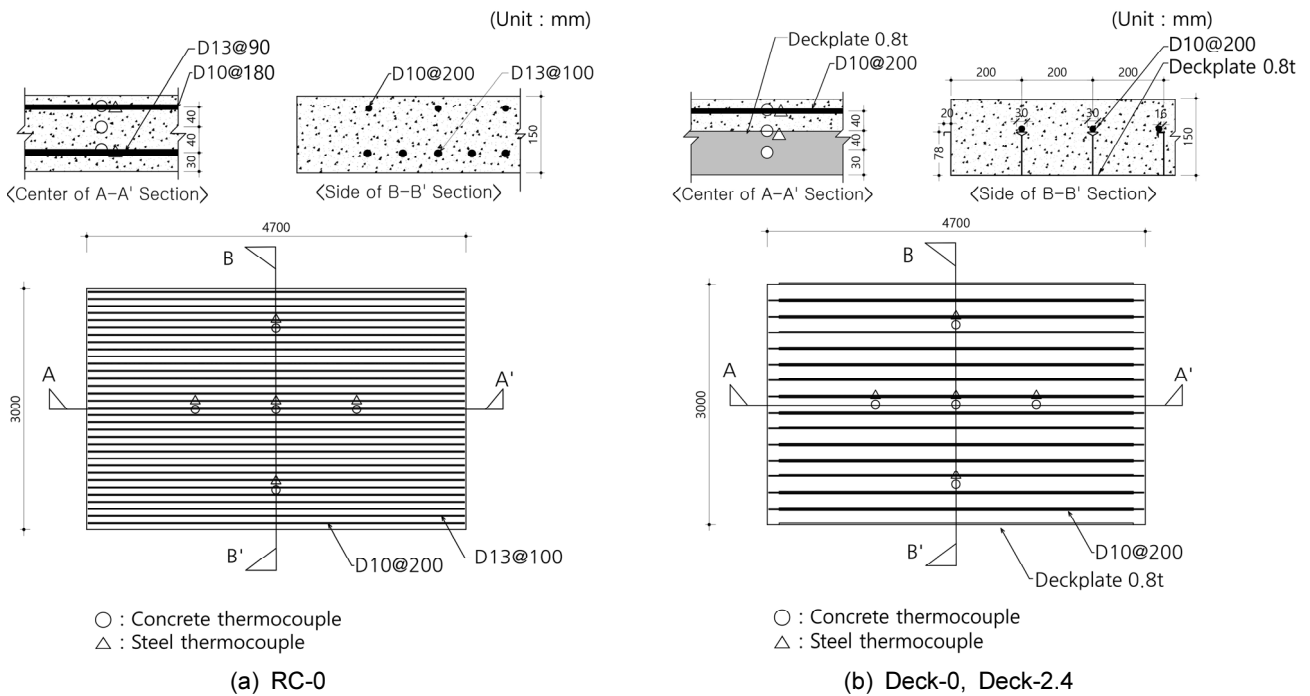 (Unit : mm)
D13@90
D10@180
D10@200
D13@100
40
40
30
150
<Center of A-A' Section>
<Side of B-B' Section>
4700
3000
B
A
A'
B'
D10@200
D13@100
○ : Concrete thermocouple
△ : Steel thermocouple
(a) RC-0
(Unit : mm)
Deckplate 0.8t
D10@200
D10@200
Deckplate 0.8t
200
200
200
20
30
30
16
40
40
30
78
150
<Center of A-A' Section>
<Side of B-B' Section>
4700
3000
B
A
A'
B'
D10@200
Deckplate 0.8t
○ : Concrete thermocouple
△ : Steel thermocouple
(b) Deck-0, Deck-2.4